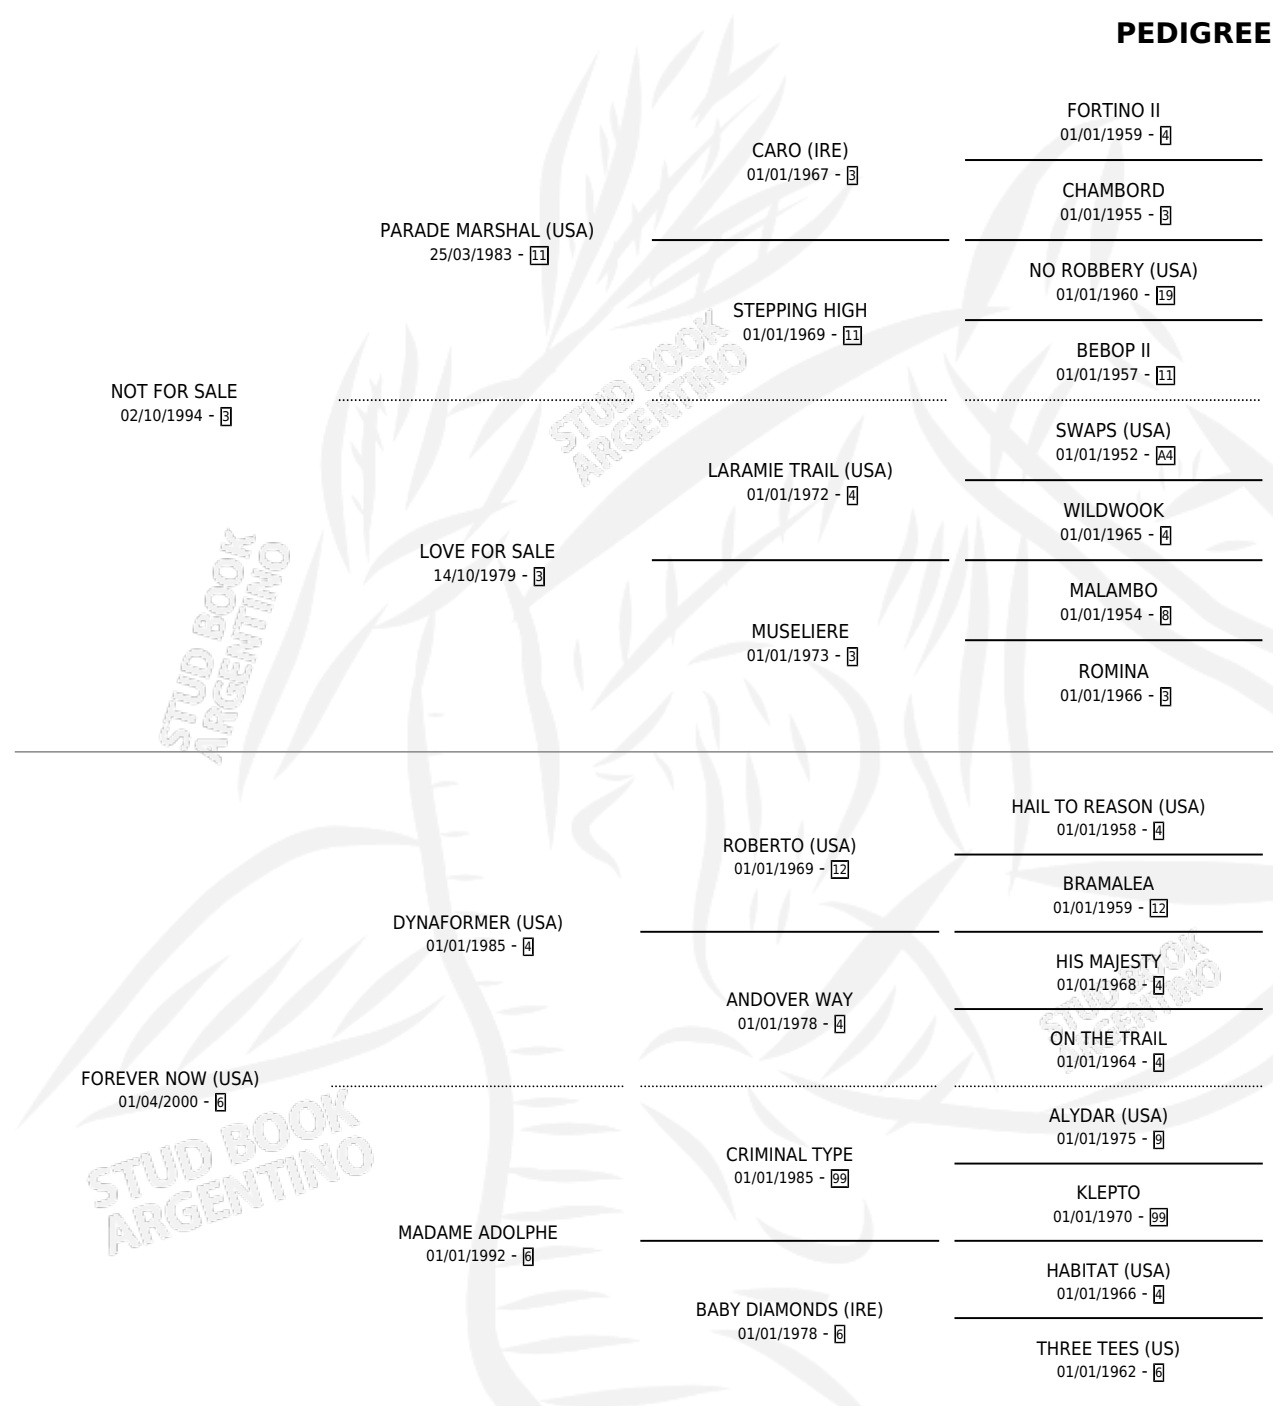 PEDIGREE
FORTINO II
01/01/1959 - 4
CARO (IRE)
01/01/1967 - 3
CHAMBORD
01/01/1955 - 3
PARADE MARSHAL (USA)
25/03/1983 - 11
NO ROBBERY (USA)
01/01/1960 - 19
STEPPING HIGH
01/01/1969 - 11
BEBOP II
01/01/1957 - 11
NOT FOR SALE
02/10/1994 - 3
SWAPS (USA)
01/01/1952 - A4
LARAMIE TRAIL (USA)
01/01/1972 - 4
WILDWOOK
01/01/1965 - 4
LOVE FOR SALE
14/10/1979 - 3
MALAMBO
01/01/1954 - 8
MUSELIERE
01/01/1973 - 3
ROMINA
01/01/1966 - 3
STUD BOOK
ARGENTINO
STUD BOOK
ARGENTINO
HAIL TO REASON (USA)
01/01/1958 - 4
ROBERTO (USA)
01/01/1969 - 12
BRAMALEA
01/01/1959 - 12
DYNAFORMER (USA)
01/01/1985 - 4
HIS MAJESTY
01/01/1968 - 4
ANDOVER WAY
01/01/1978 - 4
ON THE TRAIL
01/01/1964 - 4
FOREVER NOW (USA)
01/04/2000 - 6
ALYDAR (USA)
01/01/1975 - 9
CRIMINAL TYPE
01/01/1985 - 99
KLEPTO
01/01/1970 - 99
MADAME ADOLPHE
01/01/1992 - 6
HABITAT (USA)
01/01/1966 - 4
BABY DIAMONDS (IRE)
01/01/1978 - 6
THREE TEES (US)
01/01/1962 - 6
STUD BOOK
ARGENTINO
STUD BOOK
ARGENTINO